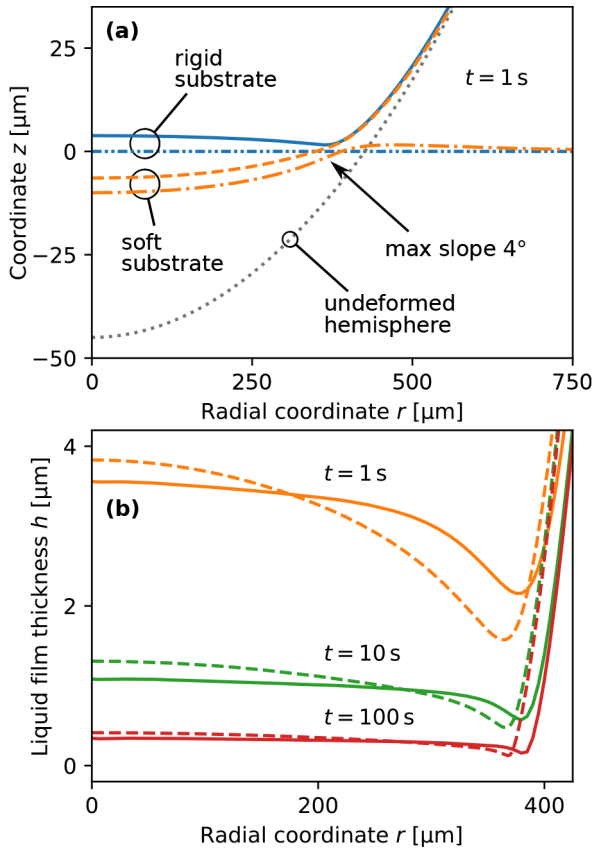 (a)
rigid
substrate
t = 1 s
soft
substrate
max slope 4°
undeformed
hemisphere
25
0
−25
−50
Coordinate z [µm]
0
250
500
750
Radial coordinate r [µm]
(b)
t = 1 s
t = 10 s
t = 100 s
4
2
0
Liquid film thickness h [µm]
0
200
400
Radial coordinate r [µm]